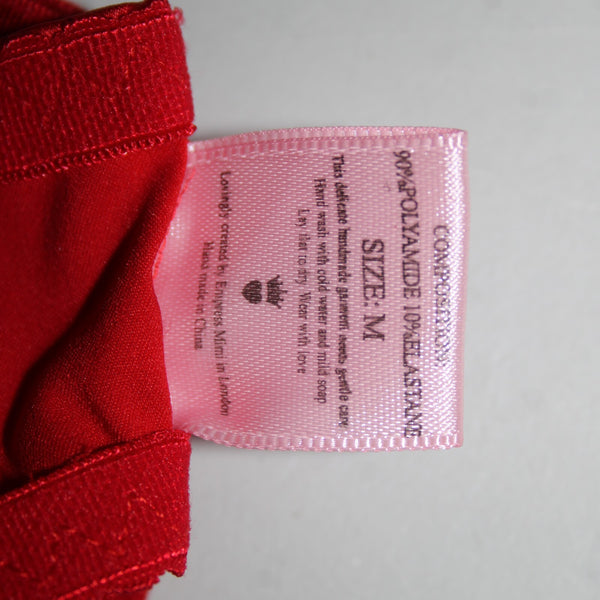 COMPOSITION
90%POLYAMIDE 10%ELASTANE
SIZE: M
This delicate handmade garment needs gentle care
Hand wash with cold water and mild soap
Lay flat to dry. Wear with love
Lovingly created by Empress Mimi in London
Hand made in China